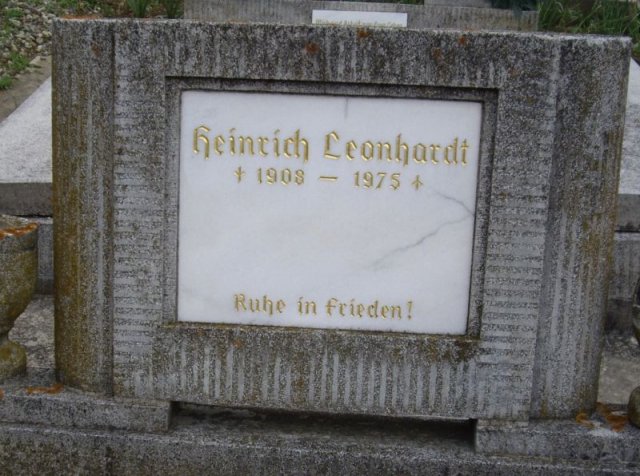 Heinrich Leonhardt
* 1908 – 1975 +
Ruhe in Frieden!